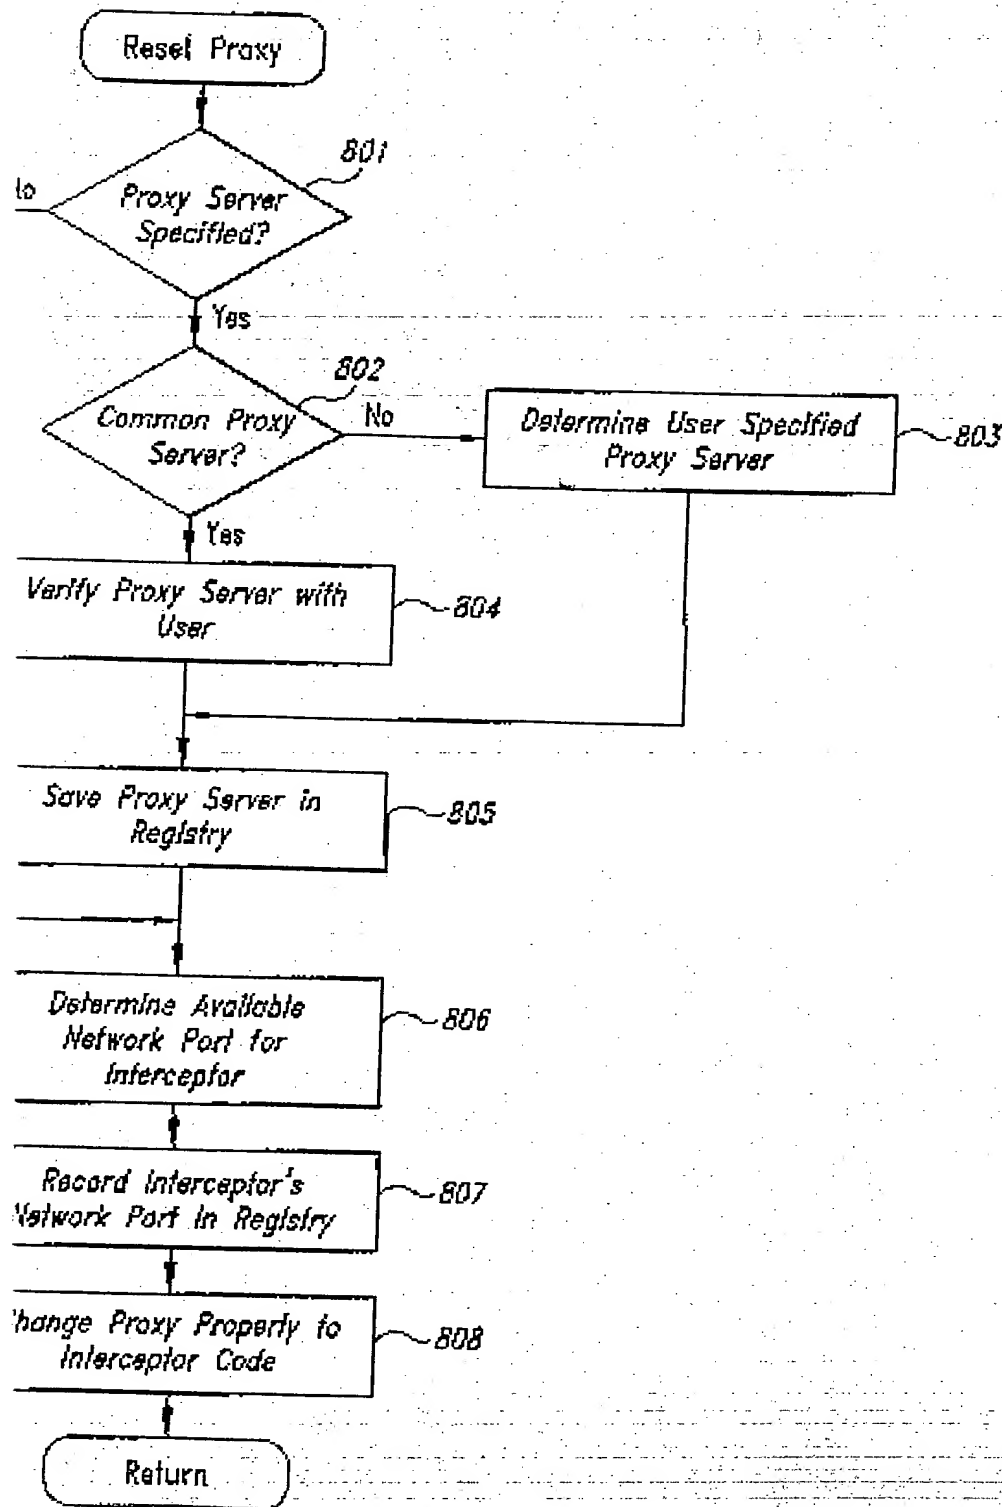 Reset Proxy
801
Proxy Server
Specified?
Yes
802
Common Proxy
Server?
No
Determine User Specified
Proxy Server
803
Yes
Verify Proxy Server with
User
804
Save Proxy Server in
Registry
805
Determine Available
Network Port for
Interceptor
806
Record Interceptor's
Network Port in Registry
807
Change Proxy Property to
Interceptor Code
808
Return